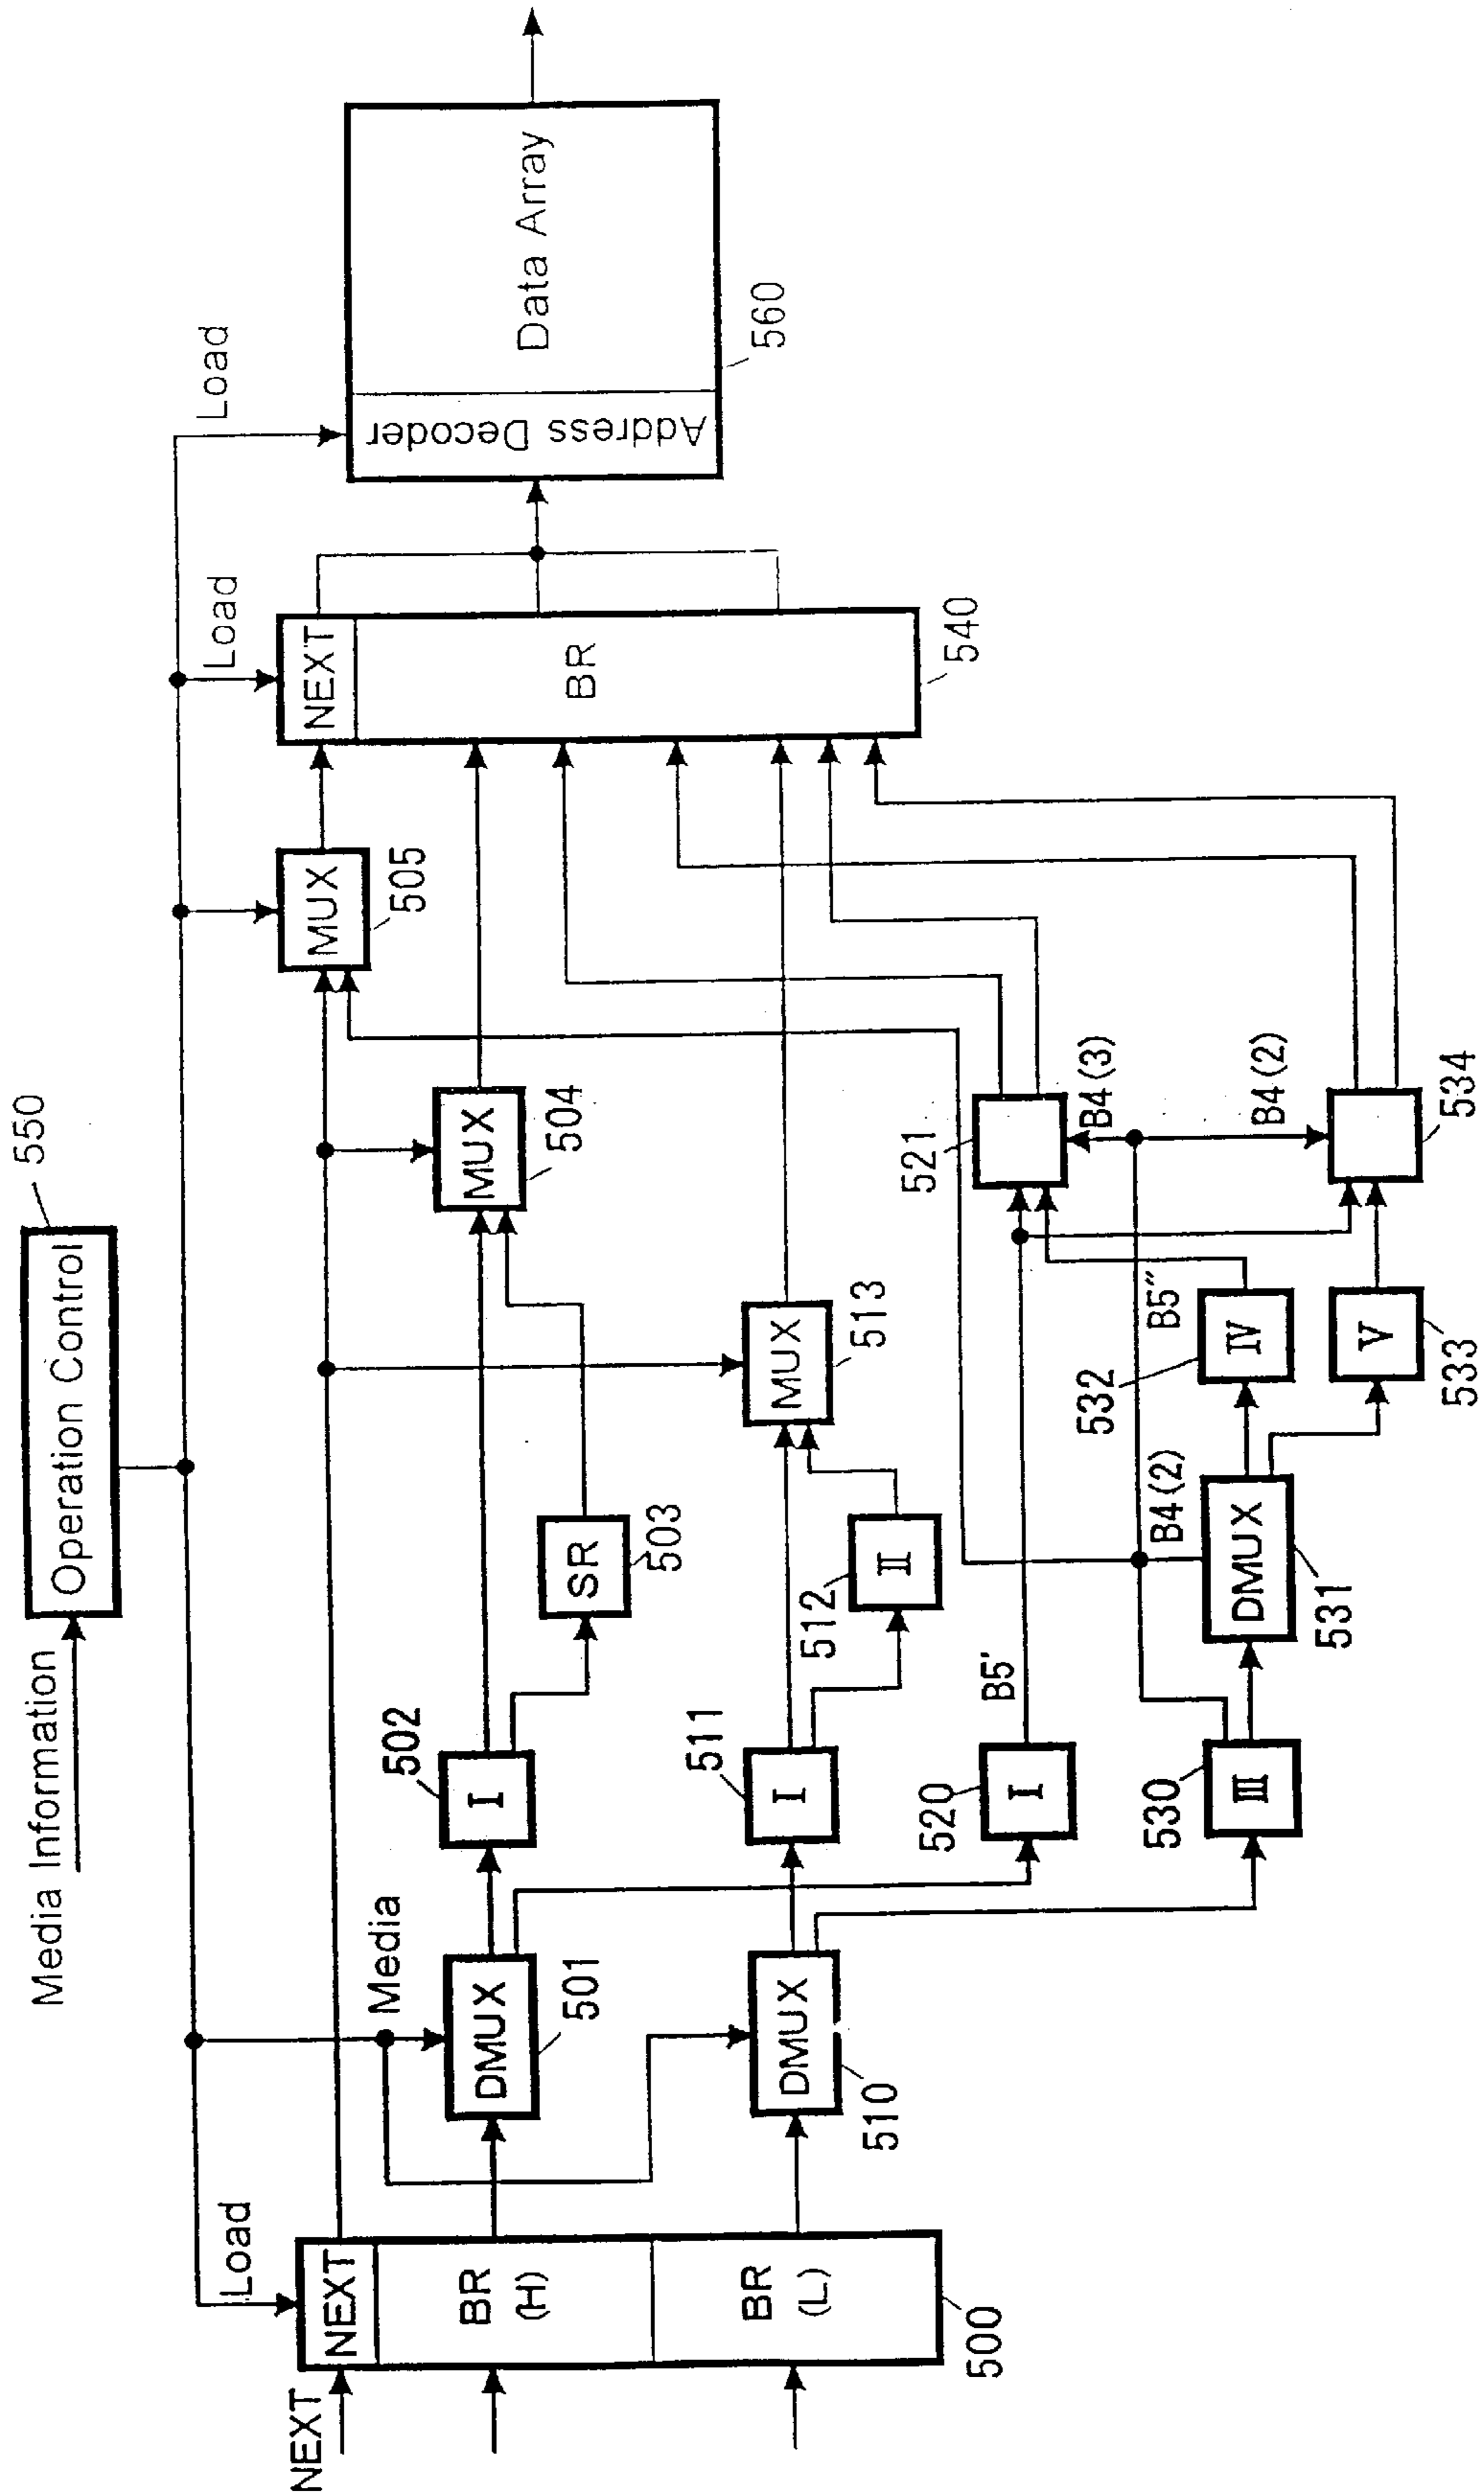 Media Information
Operation Control
550
Load
Load
Load
Media
NEXT
NEXT
BR
(H)
BR
(L)
500
DMUX
501
DMUX
510
I
502
SR
503
MUX
504
MUX
505
I
511
II
512
MUX
513
I
520
B5'
521
B4(3)
III
530
DMUX
531
B4(2)
IV
532
B5"
V
533
B4(2)
534
NEXT
BR
540
Address Decoder
Data Array
560